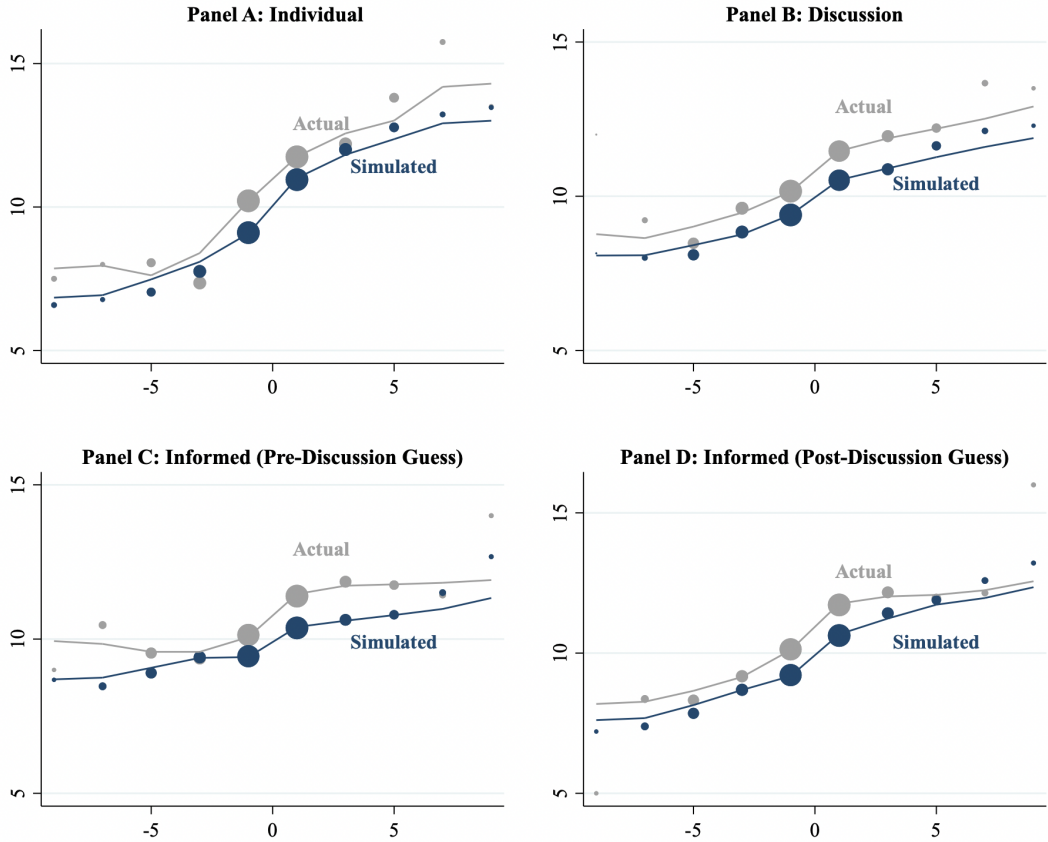 Panel A: Individual
15
10
5
-5 0 5
Actual
Simulated
Panel B: Discussion
15
10
5
-5 0 5
Actual
Simulated
Panel C: Informed (Pre-Discussion Guess)
15
10
5
-5 0 5
Actual
Simulated
Panel D: Informed (Post-Discussion Guess)
15
10
5
-5 0 5
Actual
Simulated